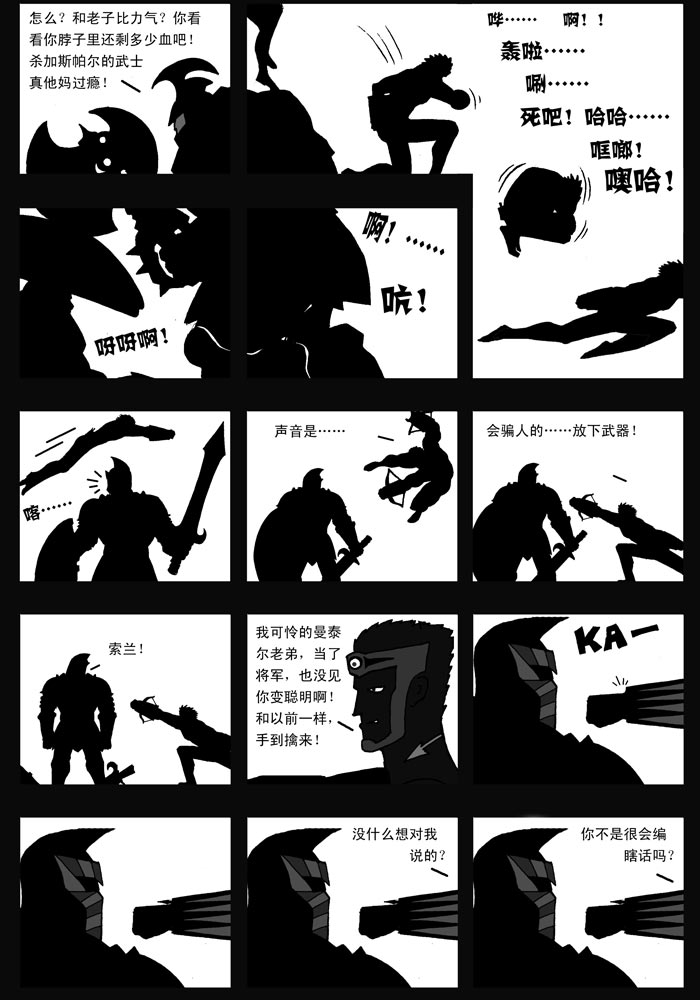 怎么？和老子比力气？你看
看你脖子里还剩多少血吧！
杀加斯帕尔的武士
真他妈过瘾！
哗…… 啊！！
轰啦……
死吧！哈哈……
哐啷！
噢哈！
呀呀啊！
啊！……
吭！
喀……
声音是……
会骗人的……放下武器！
索兰！
我可怜的曼泰
尔老弟，当了
将军，也没见
你变聪明啊！
和以前一样，
手到擒来！
KA—
没什么想对我
说的？
你不是很会编
瞎话吗？